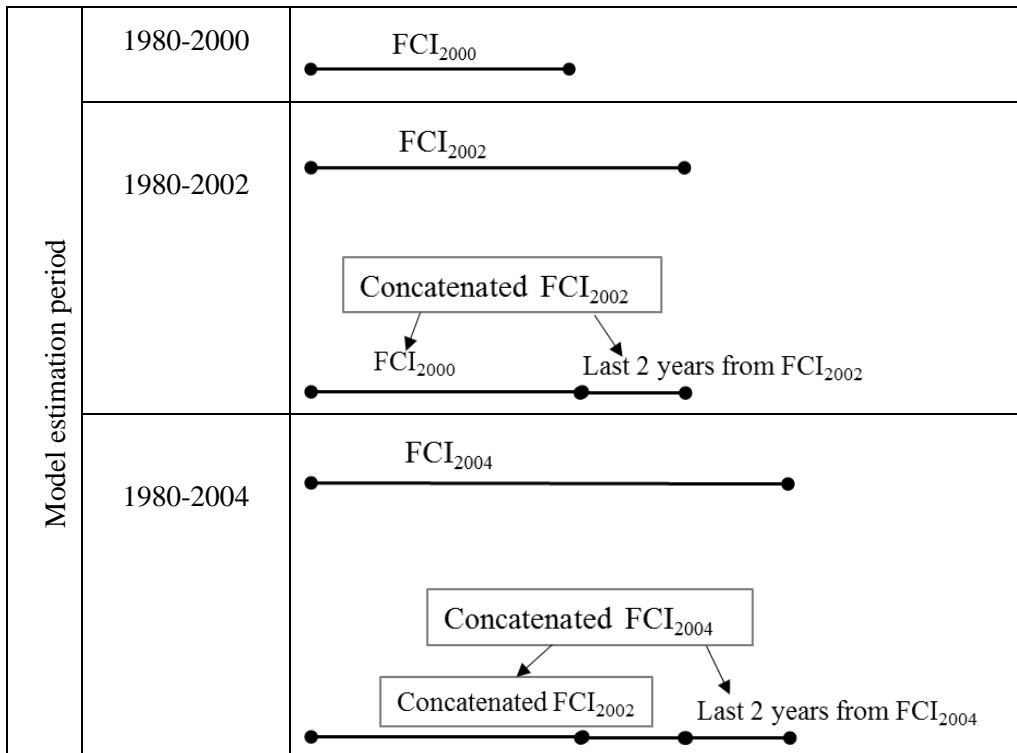 Model estimation period
1980-2000
FCI₂₀₀₀
1980-2002
FCI₂₀₀₂
Concatenated FCI₂₀₀₂
FCI₂₀₀₀
Last 2 years from FCI₂₀₀₂
1980-2004
FCI₂₀₀₄
Concatenated FCI₂₀₀₄
Concatenated FCI₂₀₀₂
Last 2 years from FCI₂₀₀₄